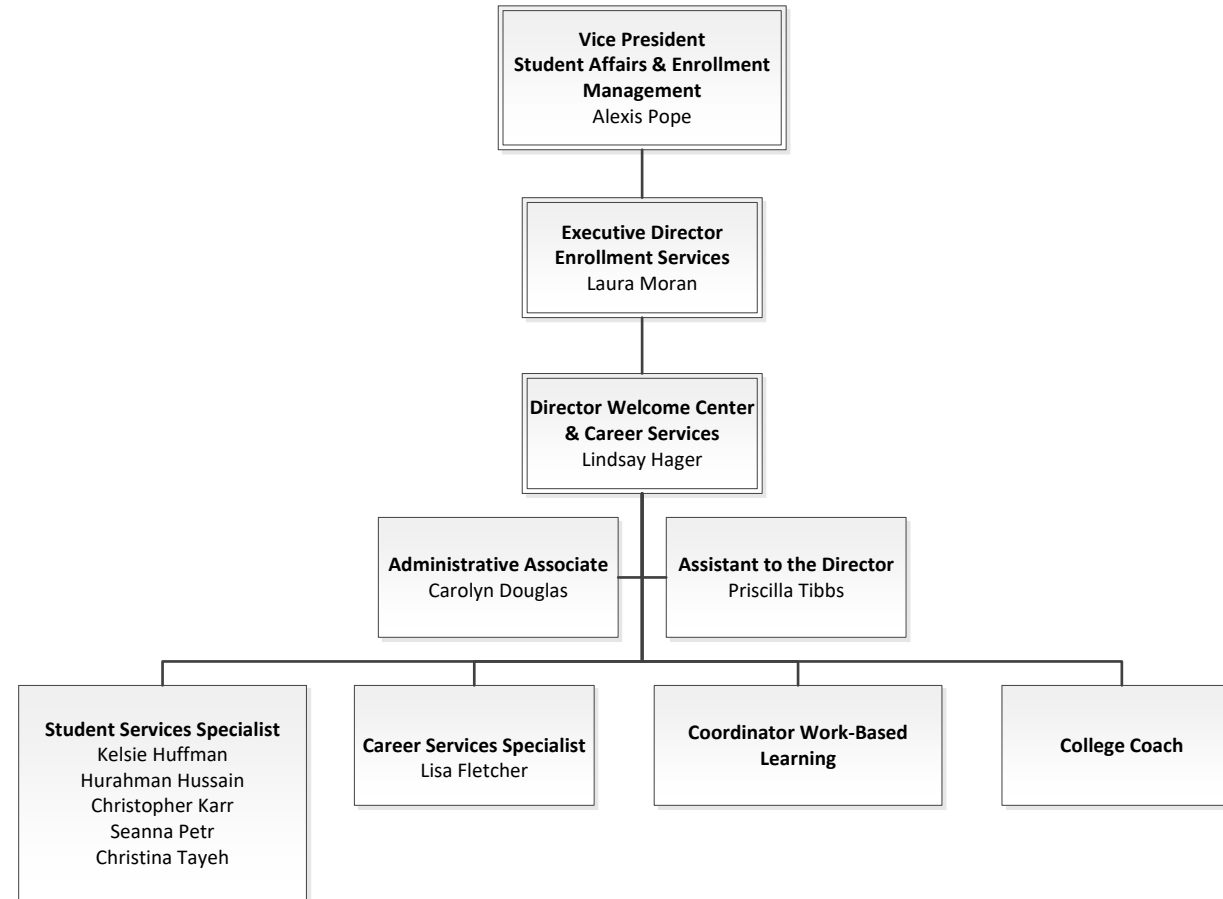 Vice President
Student Affairs & Enrollment
Management
Alexis Pope
Executive Director
Enrollment Services
Laura Moran
Director Welcome Center
& Career Services
Lindsay Hager
Administrative Associate
Carolyn Douglas
Assistant to the Director
Priscilla Tibbs
Student Services Specialist
Kelsie Huffman
Hurahman Hussain
Christopher Karr
Seanna Petr
Christina Tayeh
Career Services Specialist
Lisa Fletcher
Coordinator Work-Based
Learning
College Coach